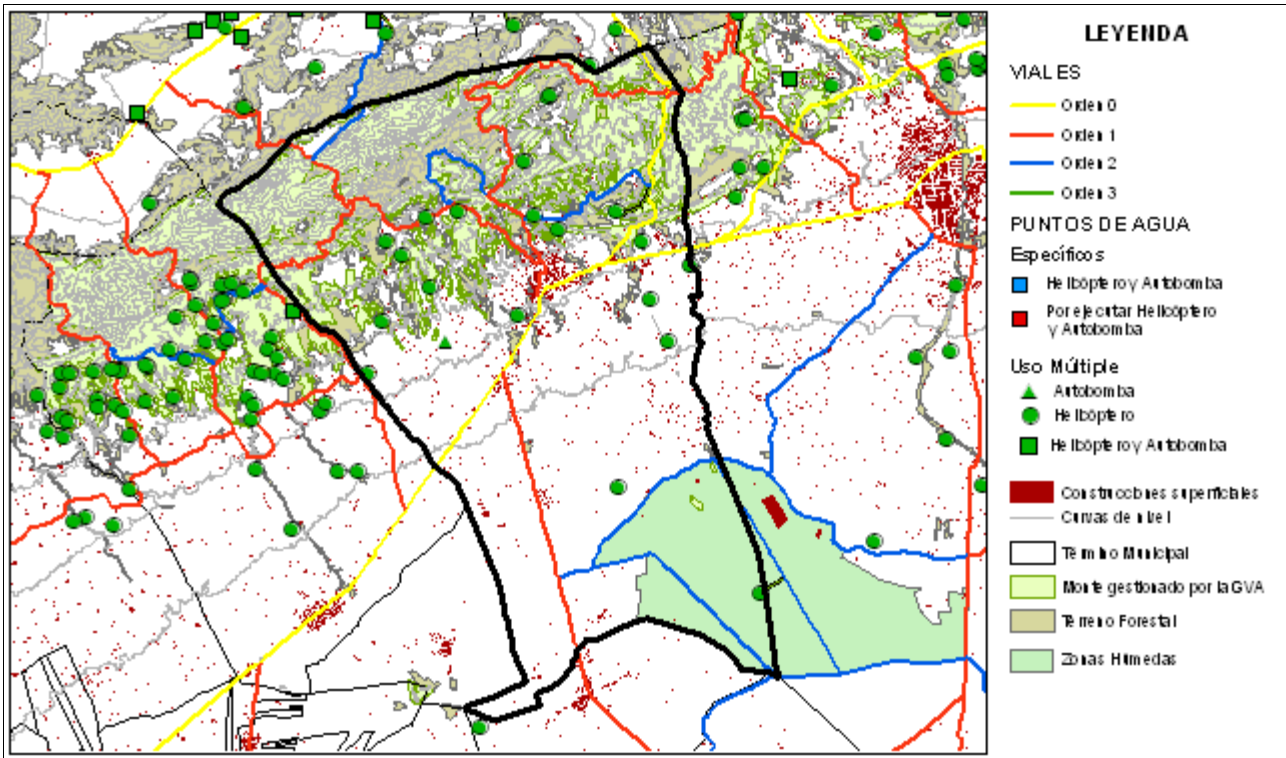 LEYENDA
VIALES
Orden 0
Orden 1
Orden 2
Orden 3
PUNTOS DE AGUA
Específicos
Helicóptero y Autobomba
Por ejecutar Helicóptero
y Autobomba
Uso Múltiple
Autobomba
Helicóptero
Helicóptero y Autobomba
Construcciones superficiales
Curvas de nivel
Término Municipal
Monte gestionado por la GVA
Terreno Forestal
Zonas Húmedas